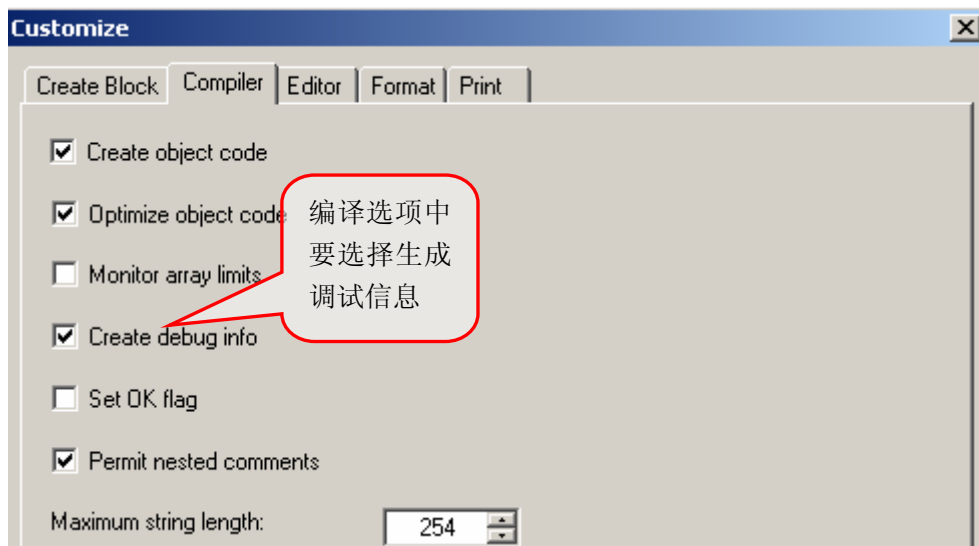 Customize
Create Block Compiler Editor Format Print
Create object code
Optimize object code
编译选项中
要选择生成
调试信息
Monitor array limits
Create debug info
Set OK flag
Permit nested comments
Maximum string length: 254